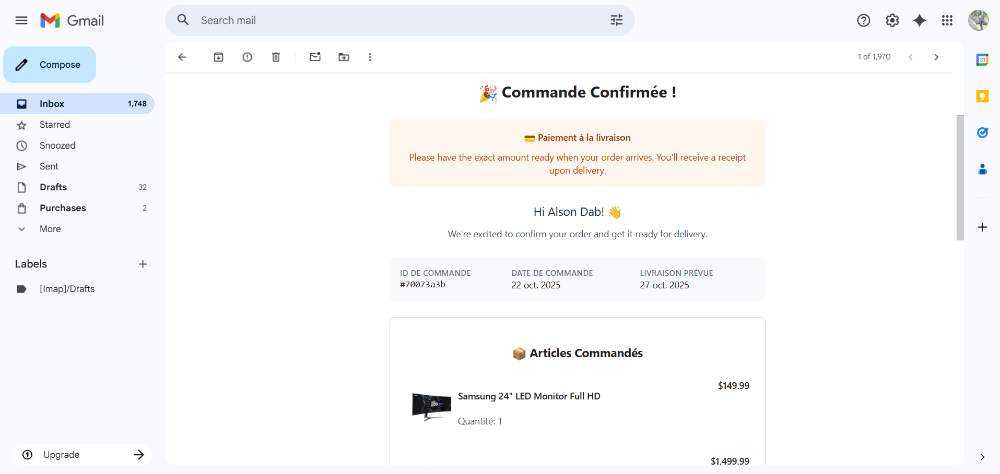 Gmail
Search mail
Compose
1 of 1,970
Inbox 1,748
Starred
Snoozed
Sent
Drafts 32
Purchases 2
More
Labels
[Imap]/Drafts
Upgrade
🎉 Commande Confirmée !
💳 Paiement à la livraison
Please have the exact amount ready when your order arrives. You'll receive a receipt
upon delivery.
Hi Alson Dab! 👋
We're excited to confirm your order and get it ready for delivery.
ID DE COMMANDE DATE DE COMMANDE LIVRAISON PRÉVUE
#70073a3b 22 oct. 2025 27 oct. 2025
📦 Articles Commandés
$149.99
Samsung 24" LED Monitor Full HD
Quantité: 1
$1,499.99
31